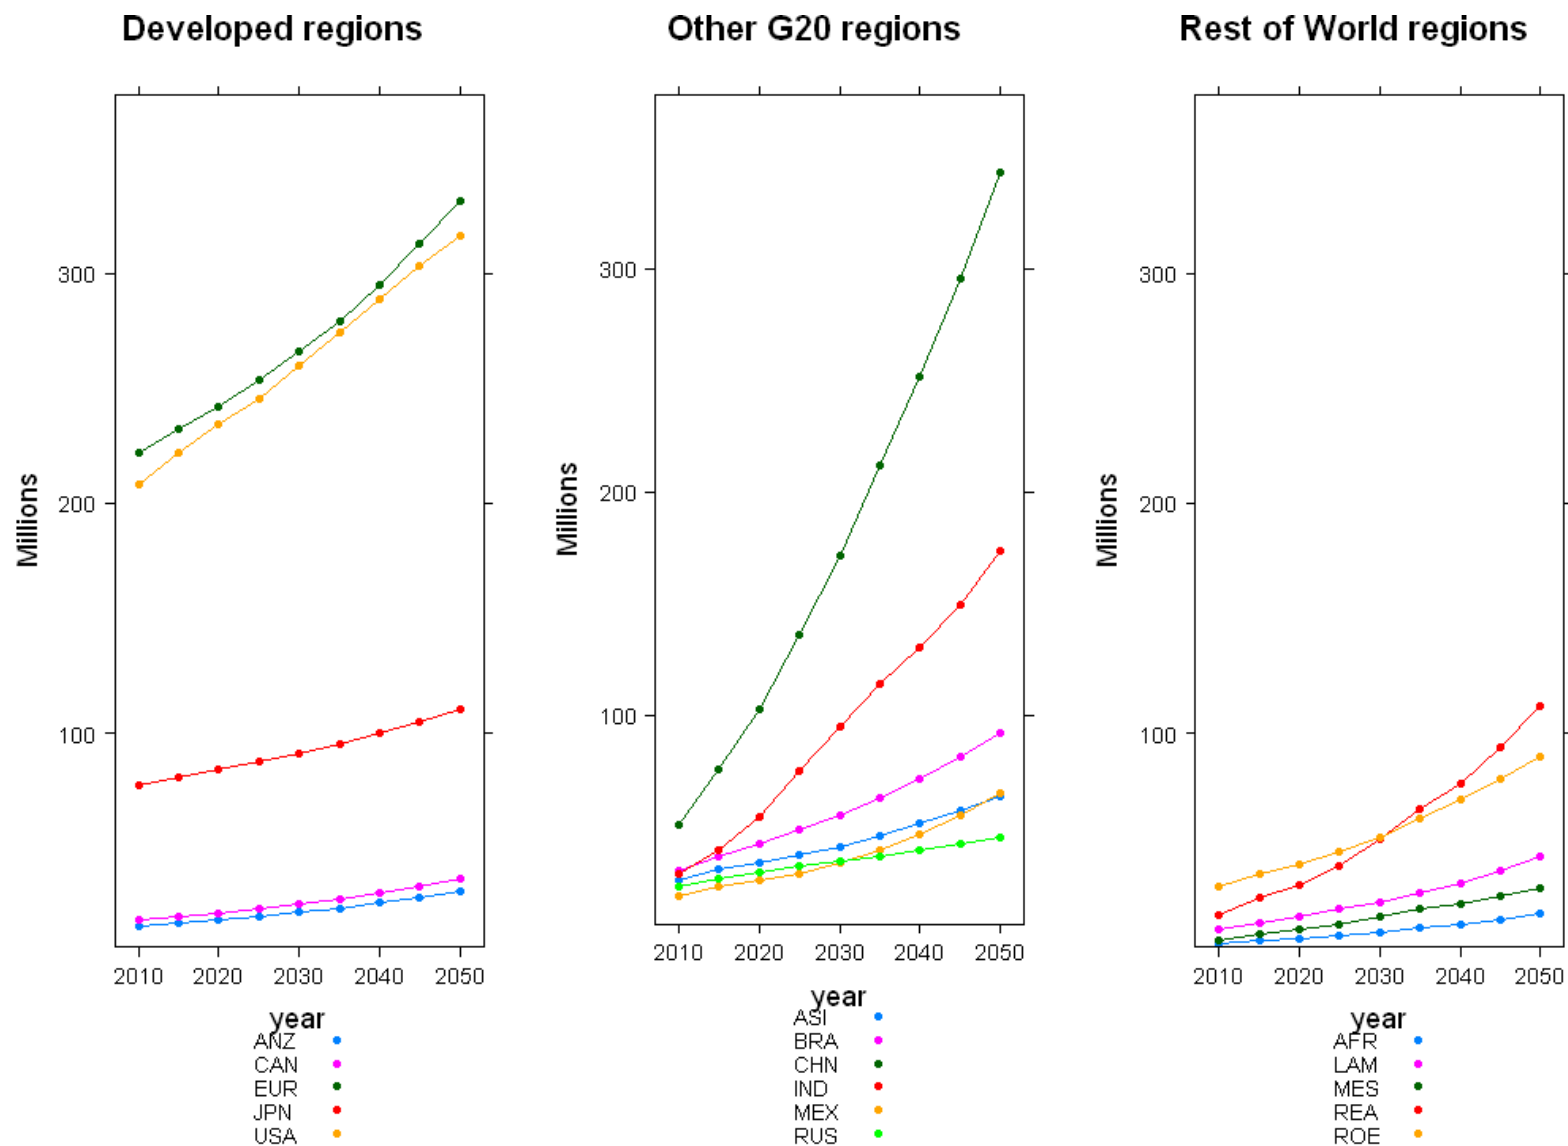 Developed regions
Millions
300
200
100
2010 2020 2030 2040 2050
year
ANZ
CAN
EUR
JPN
USA
Other G20 regions
Millions
300
200
100
2010 2020 2030 2040 2050
year
ASI
BRA
CHN
IND
MEX
RUS
Rest of World regions
Millions
300
200
100
2010 2020 2030 2040 2050
year
AFR
LAM
MES
REA
ROE